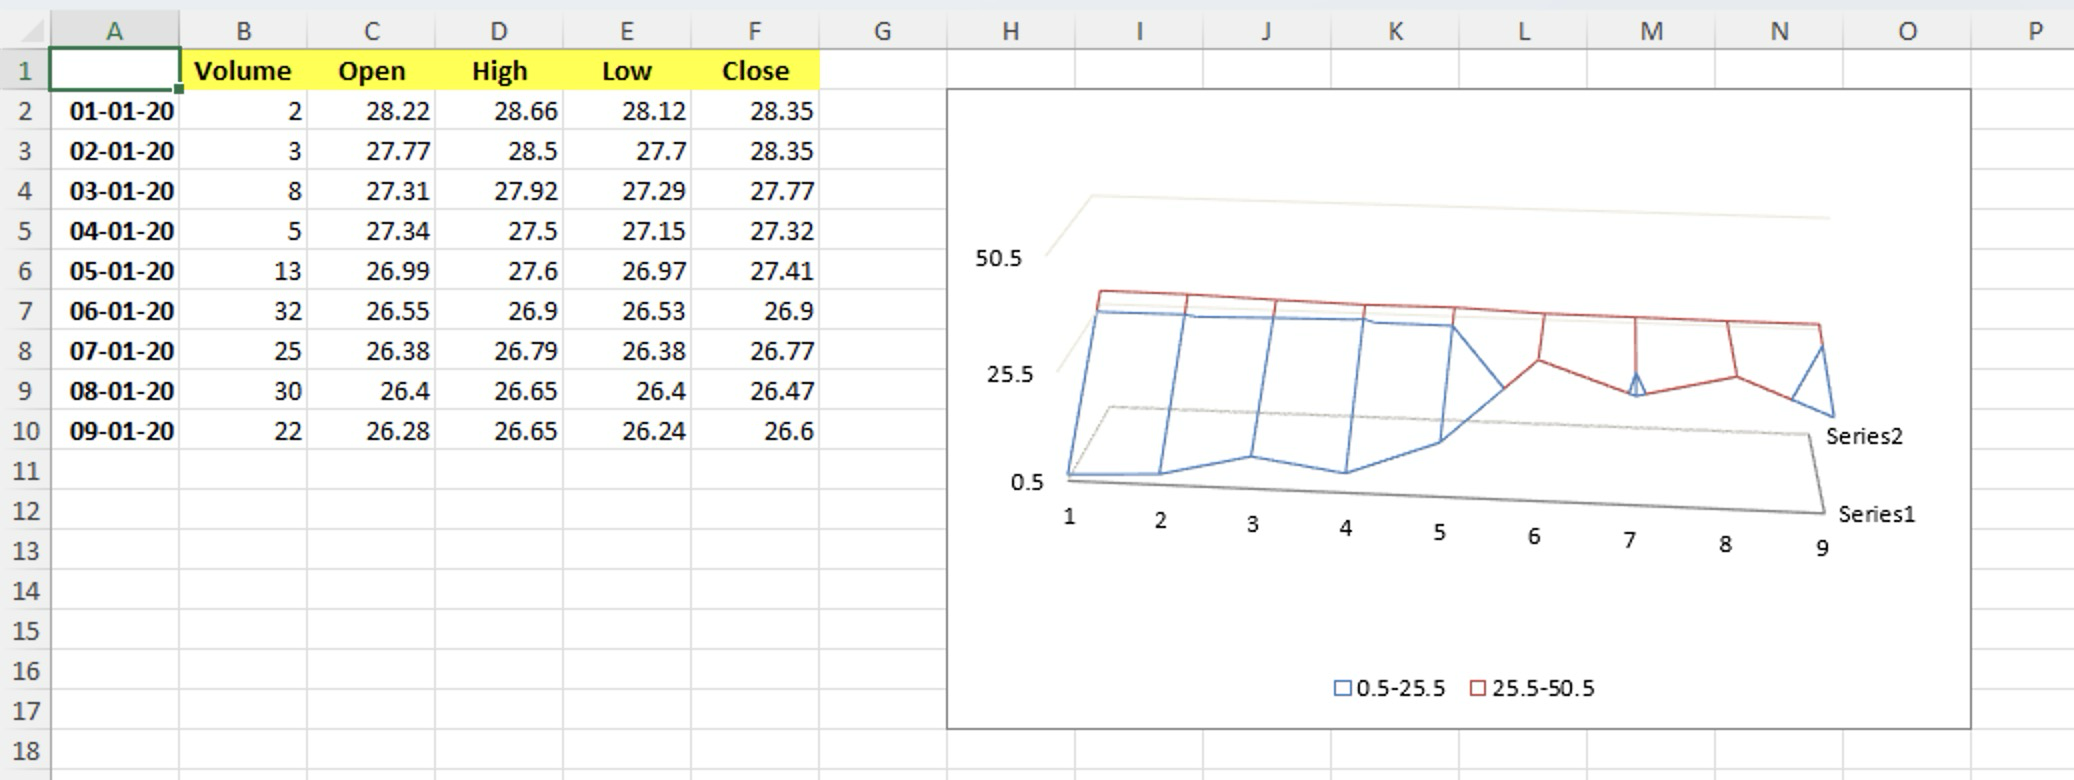 A B C D E F G H I J K L M N O P
1 Volume Open High Low Close
2 01-01-20 2 28.22 28.66 28.12 28.35
3 02-01-20 3 27.77 28.5 27.7 28.35
4 03-01-20 8 27.31 27.92 27.29 27.77
5 04-01-20 5 27.34 27.5 27.15 27.32
6 05-01-20 13 26.99 27.6 26.97 27.41
7 06-01-20 32 26.55 26.9 26.53 26.9
8 07-01-20 25 26.38 26.79 26.38 26.77
9 08-01-20 30 26.4 26.65 26.4 26.47
10 09-01-20 22 26.28 26.65 26.24 26.6
11
12
13
14
15
16
17
18
50.5
25.5
0.5
Series2
Series1
1 2 3 4 5 6 7 8 9
0.5-25.5 25.5-50.5